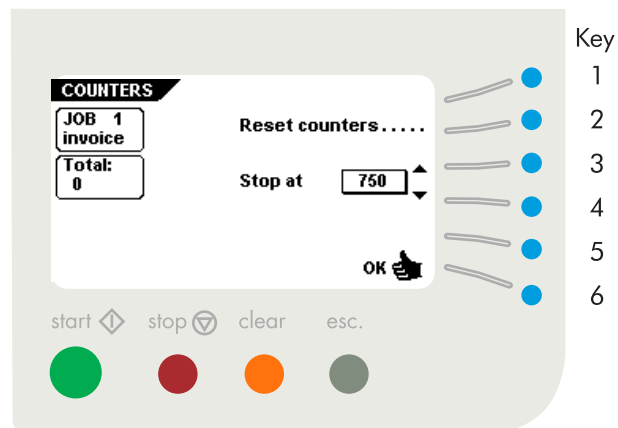 Key
COUNTERS
1
JOB 1
invoice
Reset counters.....
2
Total:
0
3
Stop at 750
4
5
OK
6
start stop clear esc.